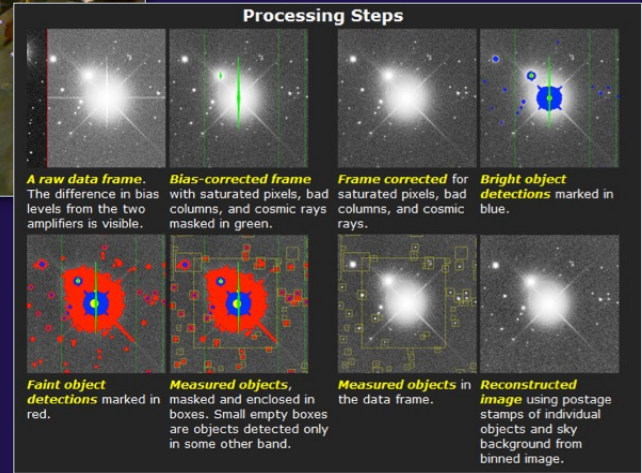 Processing Steps
A raw data frame.
The difference in bias
levels from the two
amplifiers is visible.
Bias-corrected frame
with saturated pixels, bad
columns, and cosmic rays
masked in green.
Frame corrected for
saturated pixels, bad
columns, and cosmic
rays.
Bright object
detections marked in
blue.
Faint object
detections marked in
red.
Measured objects,
masked and enclosed in
boxes. Small empty boxes
are objects detected only
in some other band.
Measured objects in
the data frame.
Reconstructed
image using postage
stamps of individual
objects and sky
background from
binned image.